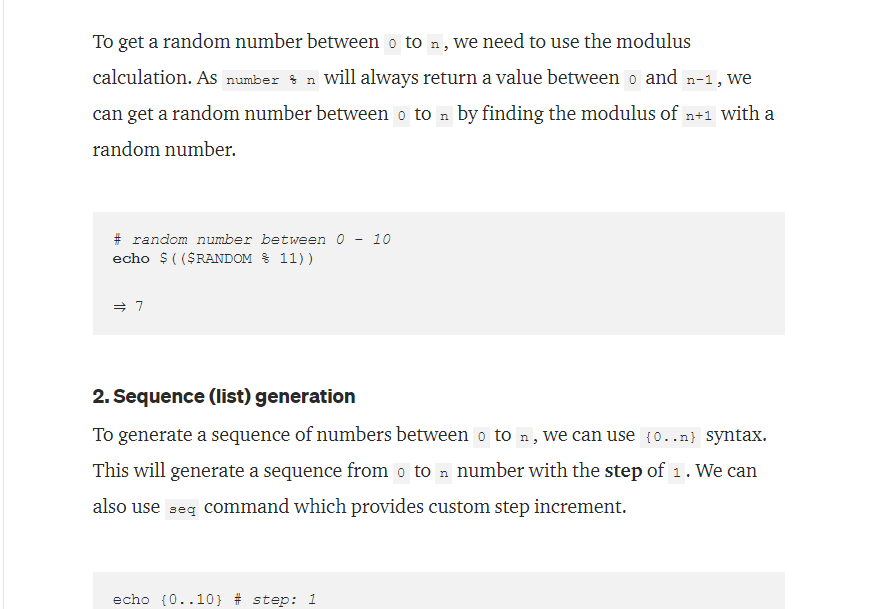 To get a random number between 0 to n, we need to use the modulus
calculation. As number % n will always return a value between 0 and n-1, we
can get a random number between 0 to n by finding the modulus of n+1 with a
random number.
# random number between 0 - 10
echo $(($RANDOM % 11))
⇒ 7
2. Sequence (list) generation
To generate a sequence of numbers between 0 to n, we can use {0..n} syntax.
This will generate a sequence from 0 to n number with the step of 1. We can
also use seq command which provides custom step increment.
echo {0..10} # step: 1